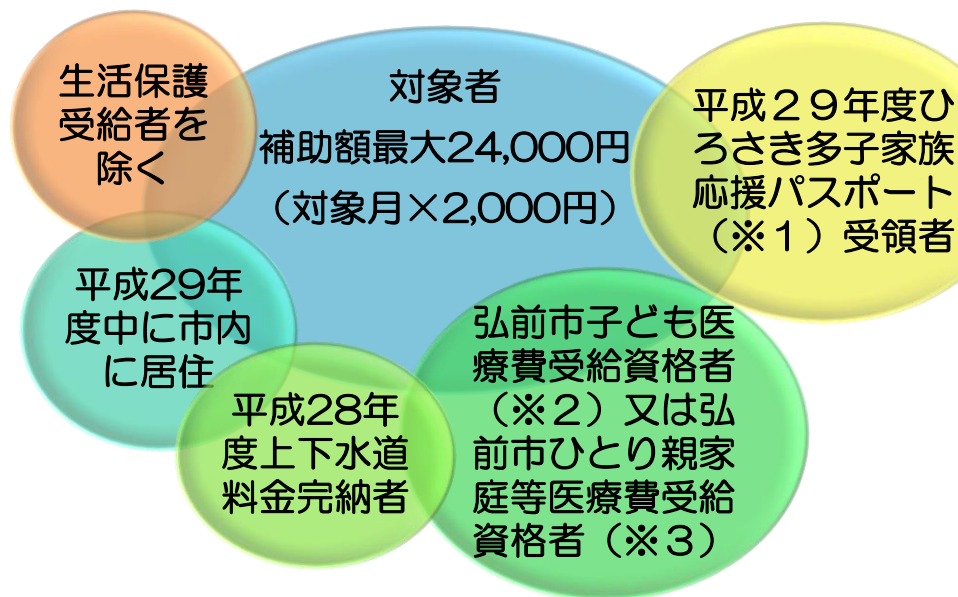 生活保護
受給者を
除く
対象者
補助額最大24,000円
（対象月×2,000円）
平成２９年度ひ
ろさき多子家族
応援パスポート
（※１）受領者
平成29年
度中に市内
に居住
平成28年
度上下水道
料金完納者
弘前市子ども医
療費受給資格者
（※２）又は弘
前市ひとり親家
庭等医療費受給
資格者（※３）